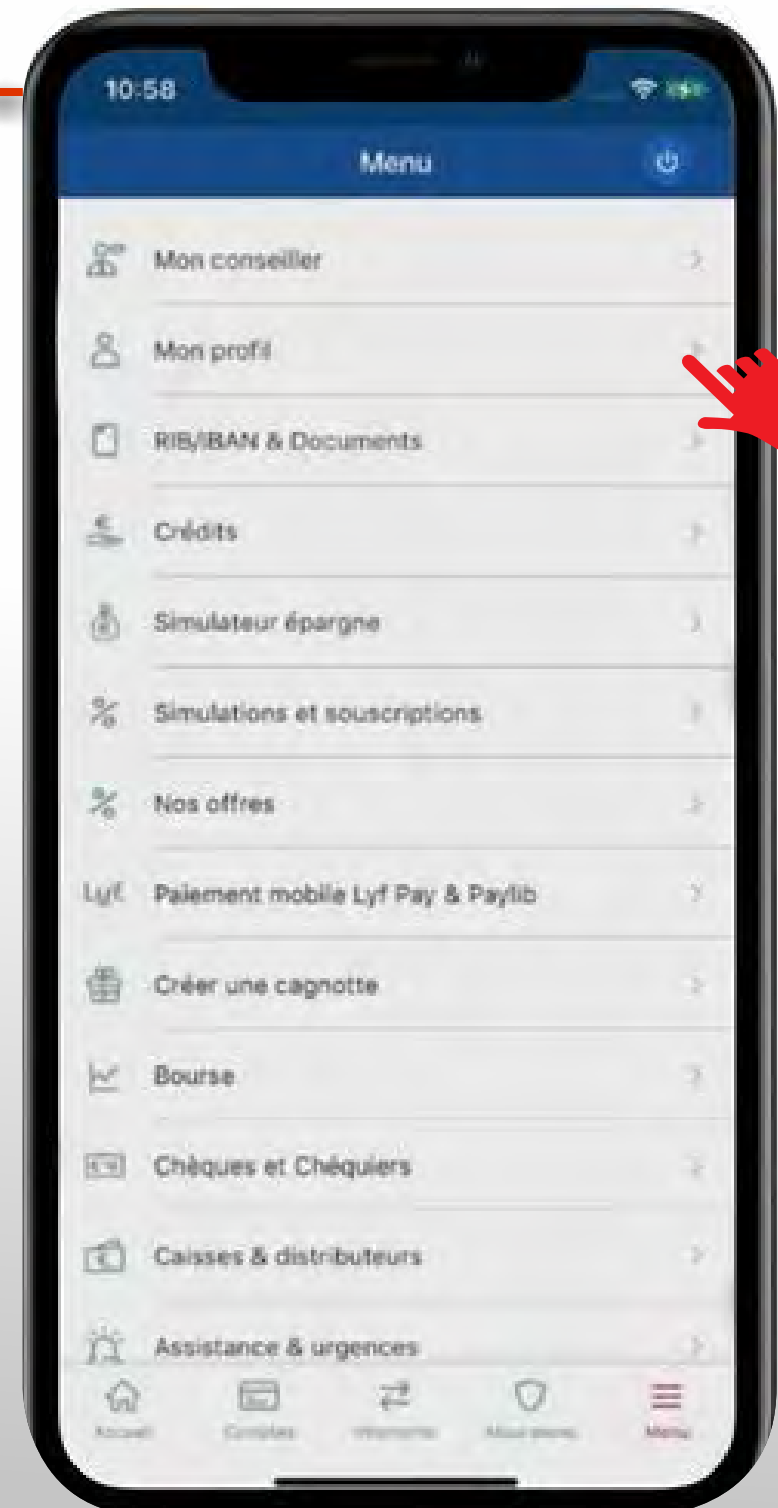 10:58
Menu
Mon conseiller
Mon profil
RIB/IBAN & Documents
Crédits
Simulateur épargne
Simulations et souscriptions
Nos offres
Lyf Paiement mobile Lyf Pay & Paylib
Créer une cagnotte
Bourse
Chèques et Chéquiers
Caisses & distributeurs
Assistance & urgences
Accueil Comptes Virements Assurances Menu